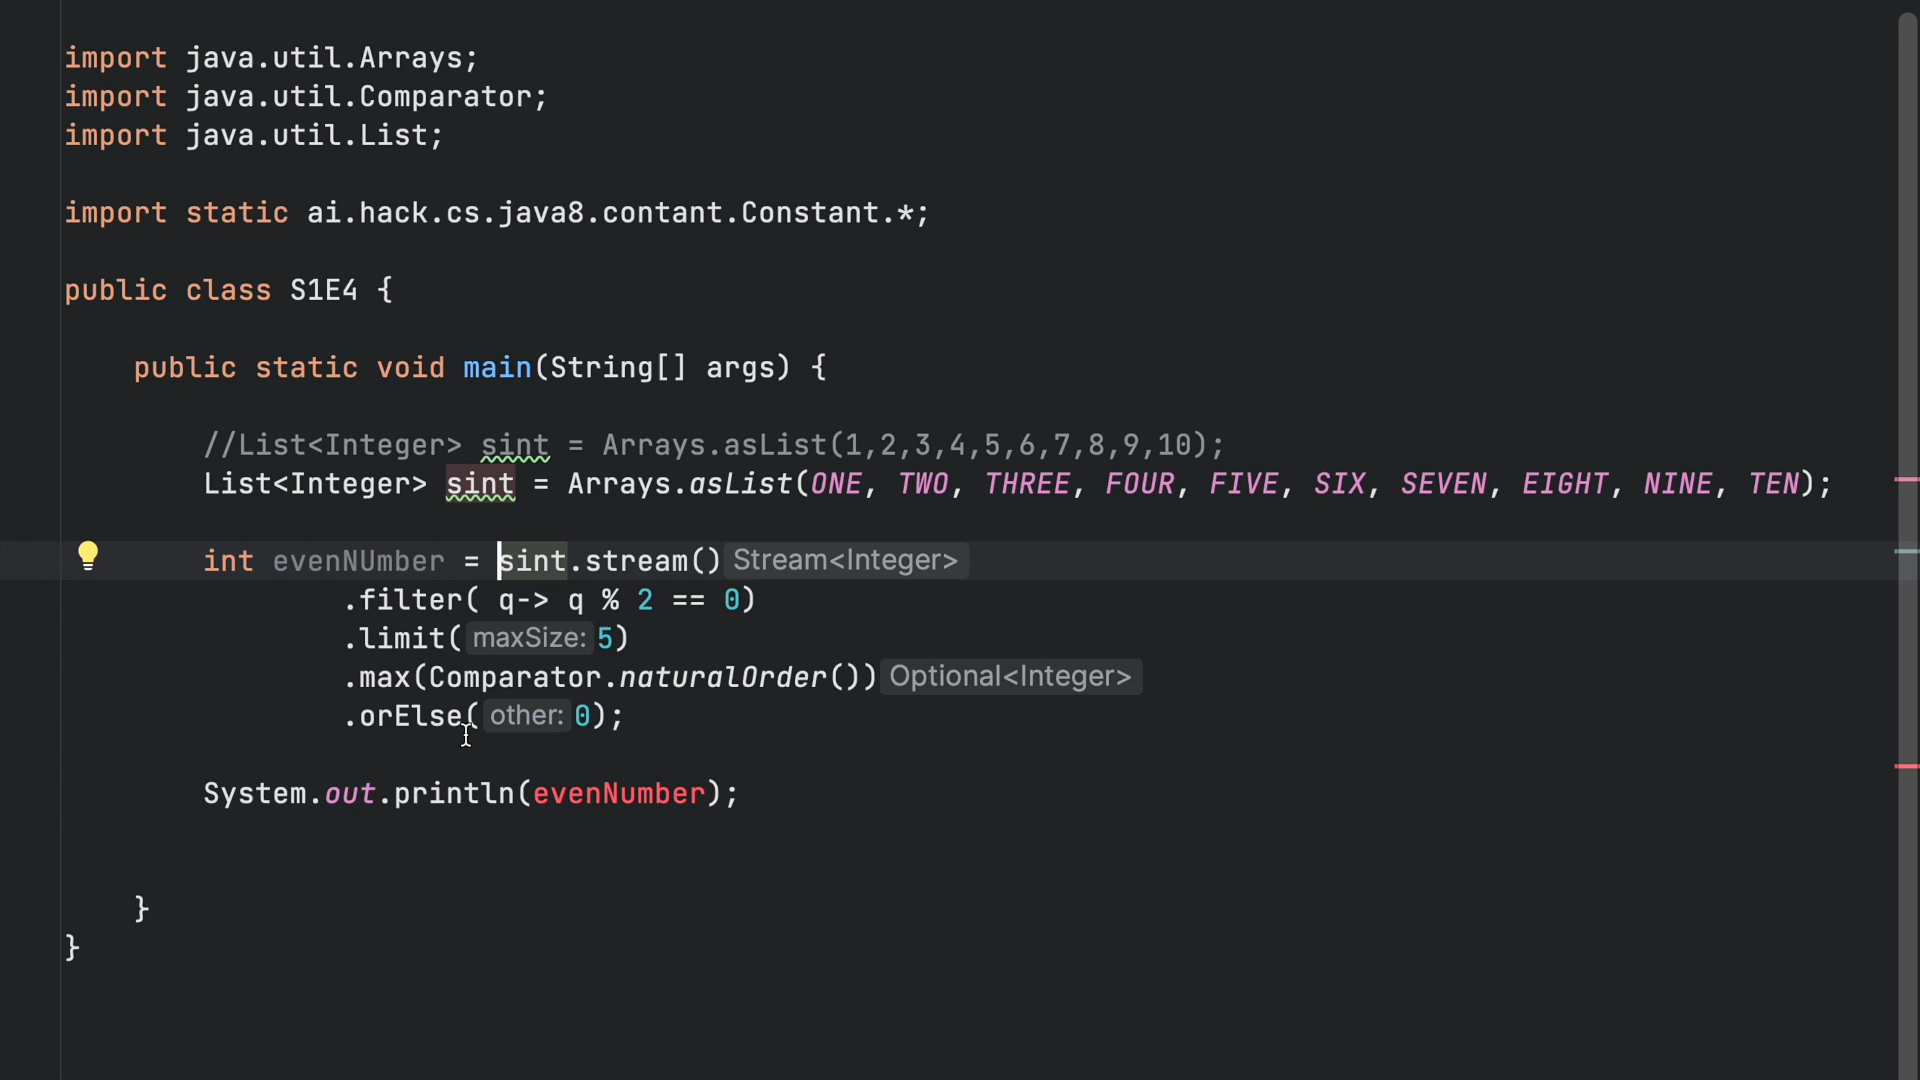 import java.util.Arrays;
import java.util.Comparator;
import java.util.List;
import static ai.hack.cs.java8.contant.Constant.*;
public class S1E4 {
public static void main(String[] args) {
//List<Integer> sint = Arrays.asList(1,2,3,4,5,6,7,8,9,10);
List<Integer> sint = Arrays.asList(ONE, TWO, THREE, FOUR, FIVE, SIX, SEVEN, EIGHT, NINE, TEN);
int evenNUmber = sint.stream() Stream<Integer>
.filter( q-> q % 2 == 0)
.limit( maxSize: 5)
.max(Comparator.naturalOrder()) Optional<Integer>
.orElse( other: 0);
System.out.println(evenNumber);
}
}